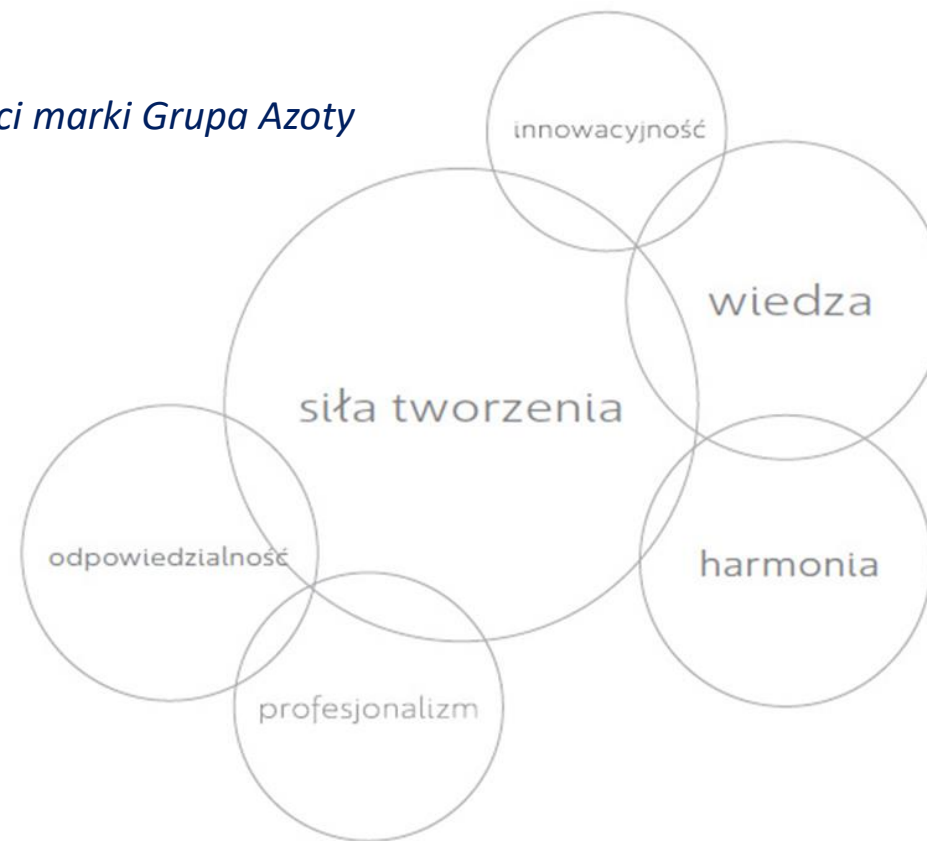 ci marki Grupa Azoty
innowacyjność
wiedza
siła tworzenia
odpowiedzialność
harmonia
profesjonalizm